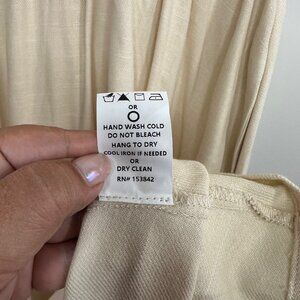 OR
HAND WASH COLD
DO NOT BLEACH
HANG TO DRY
COOL IRON IF NEEDED
OR
DRY CLEAN
RN# 153842